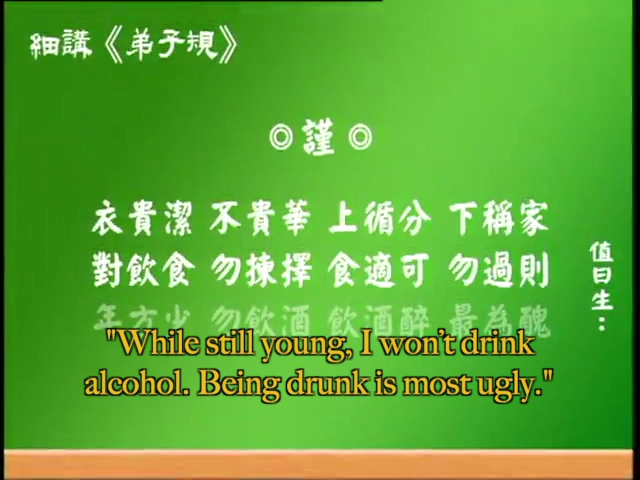 細講《弟子規》
◎謹◎
衣貴潔 不貴華 上循分 下稱家
對飲食 勿揀擇 食適可 勿過則
年方少 勿飲酒 飲酒醉 最為醜
值日生：
"While still young, I won't drink
alcohol. Being drunk is most ugly."